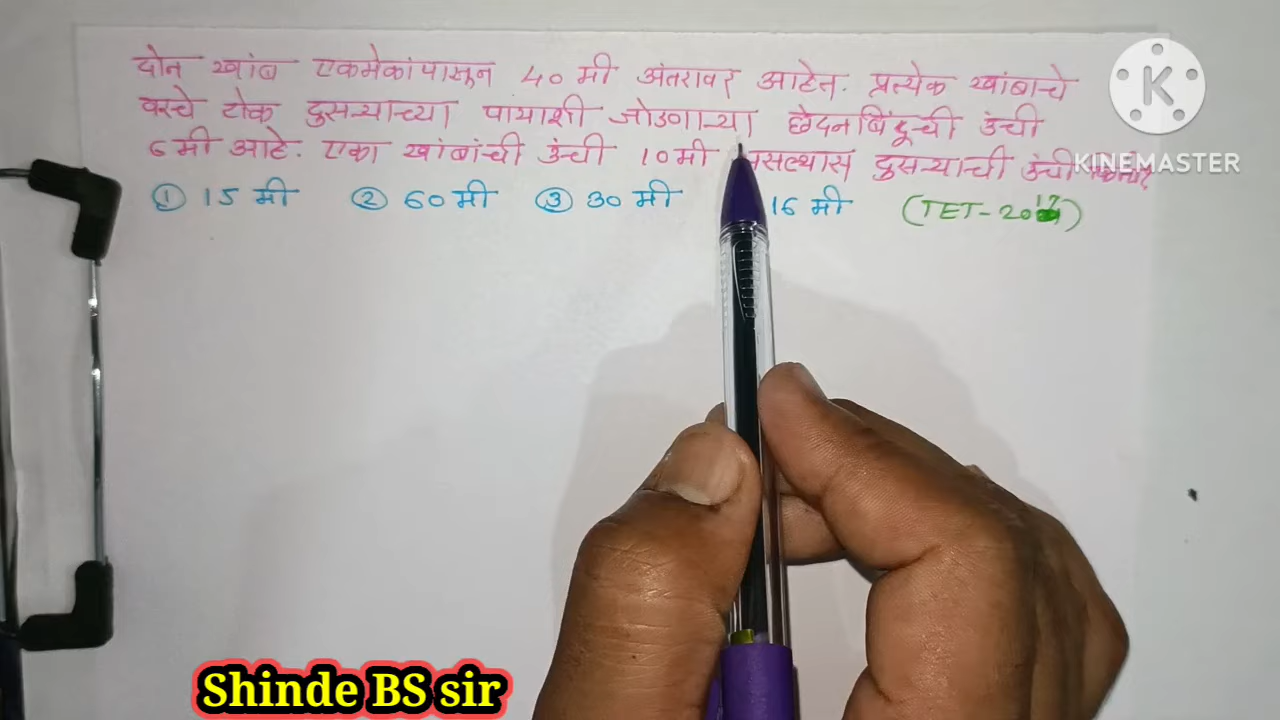 दोन खांब एकमेकांपासून 40 मी अंतरावर आहेत. प्रत्येक खांबाचे
वरचे टोक दुसऱ्याच्या पायाशी जोडणाऱ्या छेदनबिंदूची उंची
6 मी आहे. एका खांबांची उंची 10 मी असल्यास दुसऱ्याची उंची
① 15 मी ② 60 मी ③ 30 मी 16 मी (TET-2017)
K
KINEMASTER
Shinde BS sir